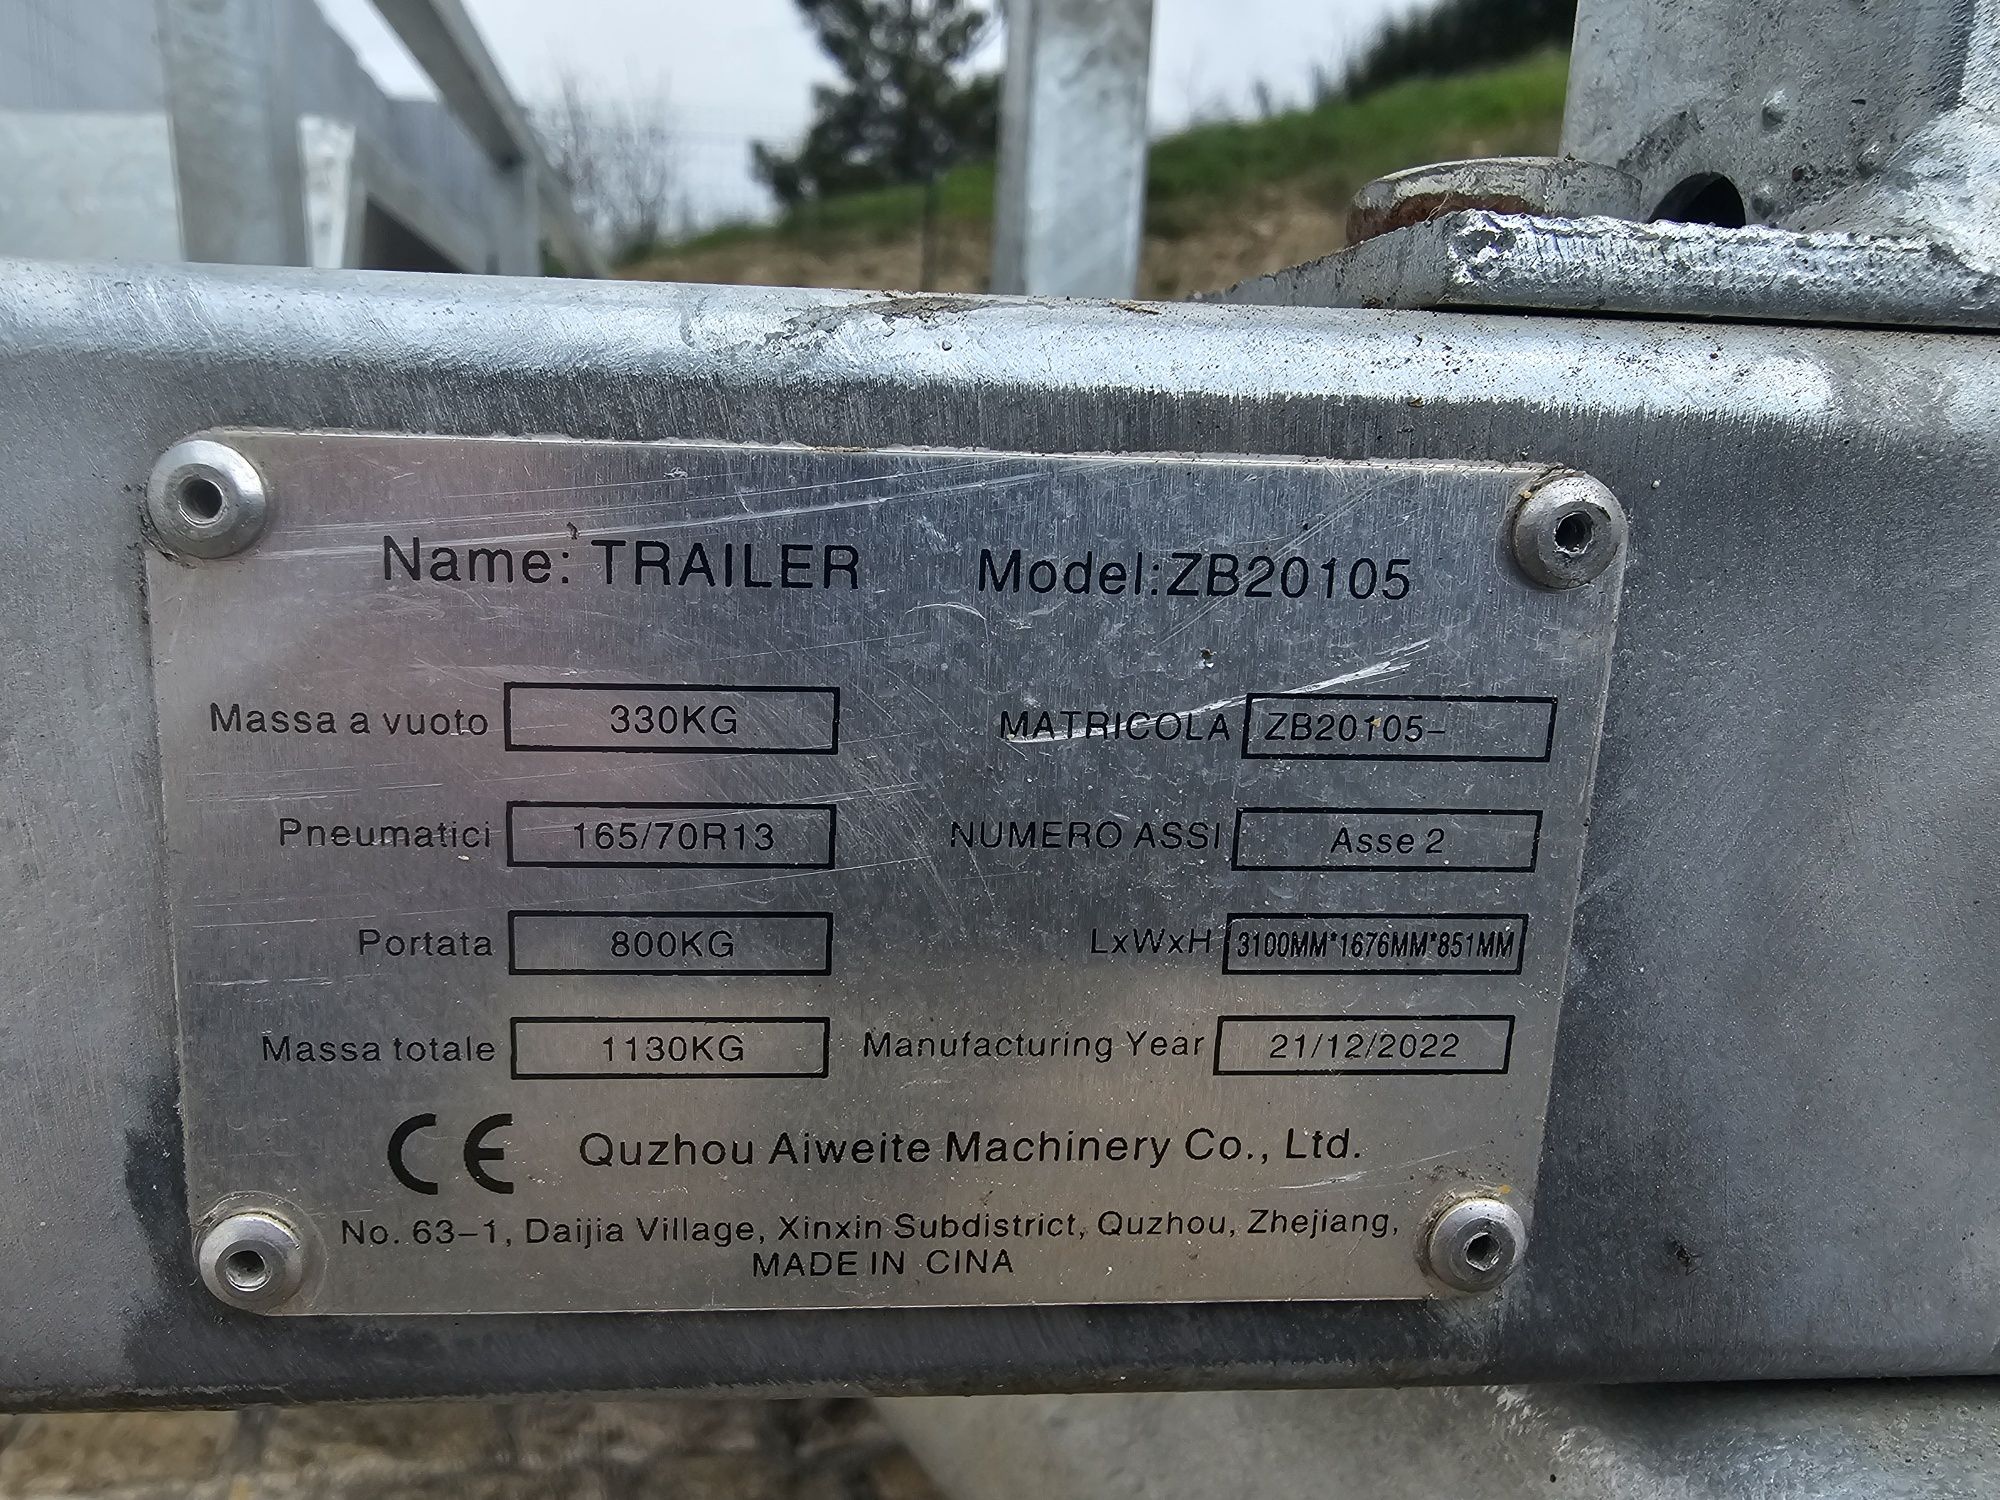 Name: TRAILER Model:ZB20105
Massa a vuoto 330KG MATRICOLA ZB20105-
Pneumatici 165/70R13 NUMERO ASSI Asse 2
Portata 800KG LxWxH 3100MM*1676MM*851MM
Massa totale 1130KG Manufacturing Year 21/12/2022
CE Quzhou Aiweite Machinery Co., Ltd.
No. 63-1, Daijia Village, Xinxin Subdistrict, Quzhou, Zhejiang,
MADE IN CINA